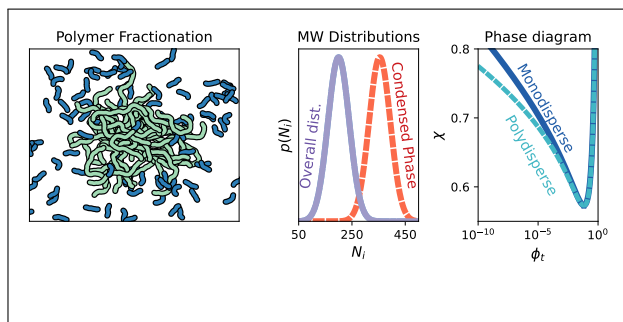 Polymer Fractionation
MW Distributions
Phase diagram
p(Nᵢ)
Overall dist.
Condensed Phase
50
250
450
Nᵢ
χ
0.8
0.7
0.6
Monodisperse
Polydisperse
10⁻¹⁰
10⁻⁵
10⁰
ϕₜ